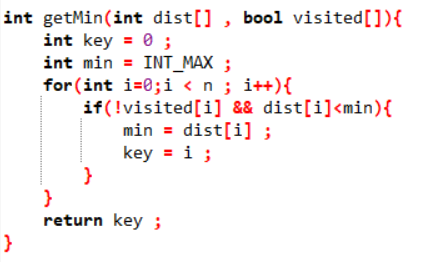 int getMin(int dist[] , bool visited[]){
    int key = 0 ;
    int min = INT_MAX ;
    for(int i=0;i < n ; i++){
        if(!visited[i] && dist[i]<min){
            min = dist[i] ;
            key = i ;
        }
    }
    return key ;
}